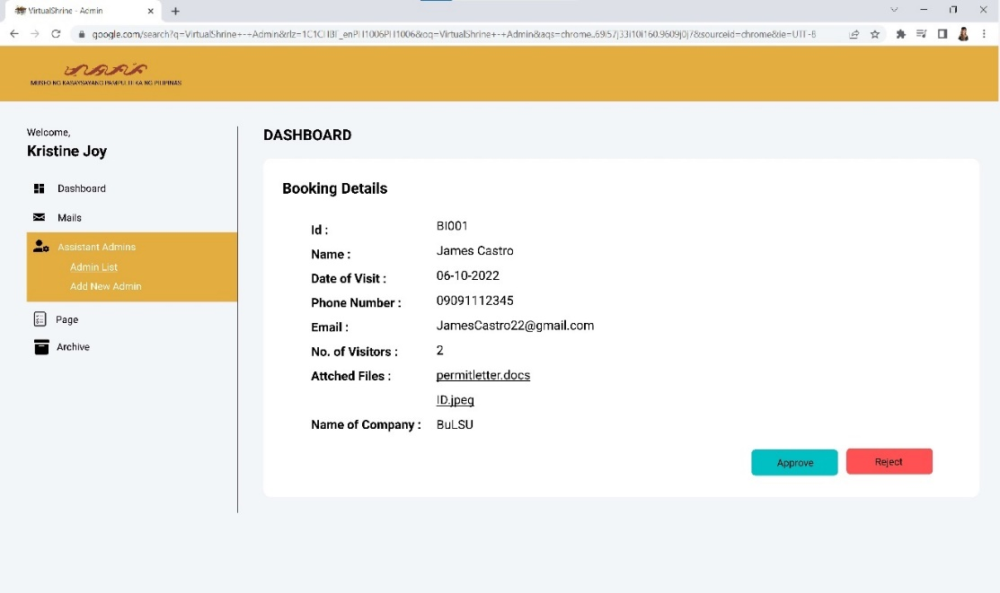 VirtualShrine - Admin
google.com/search?q=VirtualShrine+-+Admin&rlz=1C1CHBF_enPH1006PH1006&oq=VirtualShrine+-+Admin&aqs=chrome..69i57j33i10i160.9609j0j7&sourceid=chrome&ie=UTF-8
MUSEO NG KASAYSAYANG PAMPULITIKA NG PILIPINAS
Welcome,
Kristine Joy
Dashboard
Mails
Assistant Admins
Admin List
Add New Admin
Page
Archive
DASHBOARD
Booking Details
Id : BI001
Name : James Castro
Date of Visit : 06-10-2022
Phone Number : 09091112345
Email : JamesCastro22@gmail.com
No. of Visitors : 2
Attched Files : permitletter.docs
ID.jpeg
Name of Company : BuLSU
Approve Reject